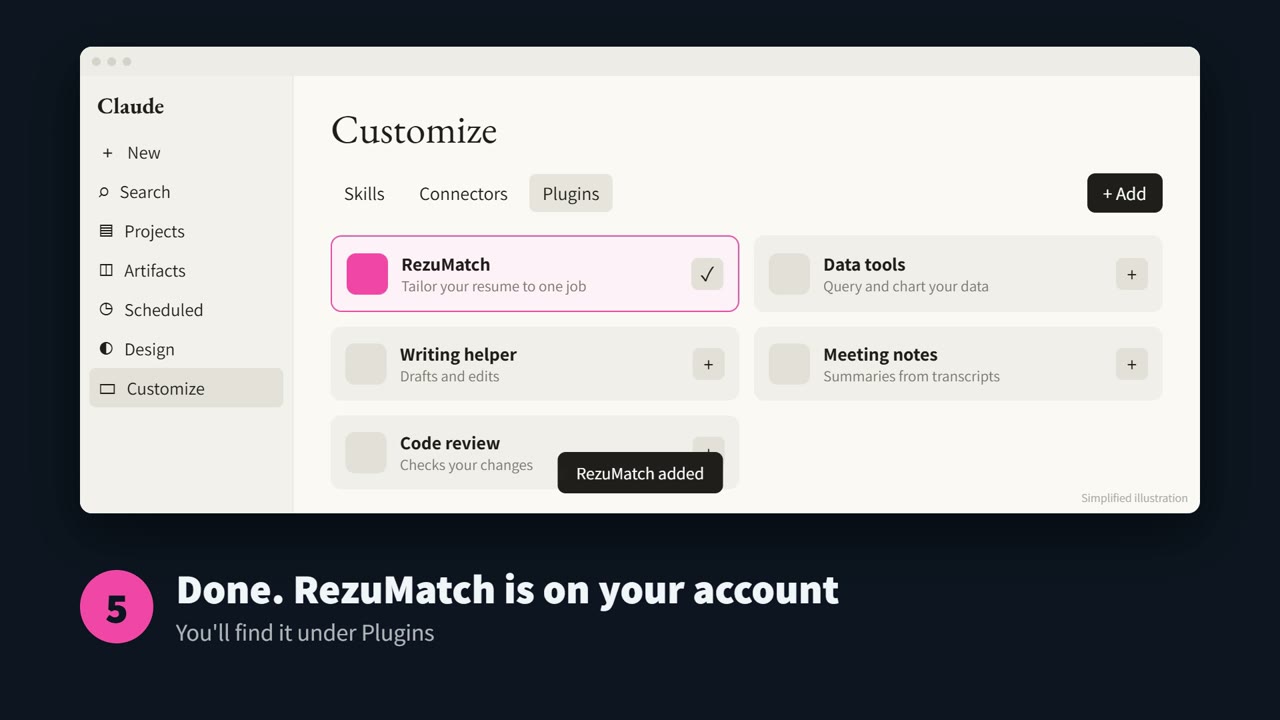 Claude
+ New
Search
Projects
Artifacts
Scheduled
Design
Customize
Customize
Skills Connectors Plugins
+ Add
RezuMatch
Tailor your resume to one job
✓
Data tools
Query and chart your data
+
Writing helper
Drafts and edits
+
Meeting notes
Summaries from transcripts
+
Code review
Checks your changes
RezuMatch added
Simplified illustration
5
Done. RezuMatch is on your account
You'll find it under Plugins